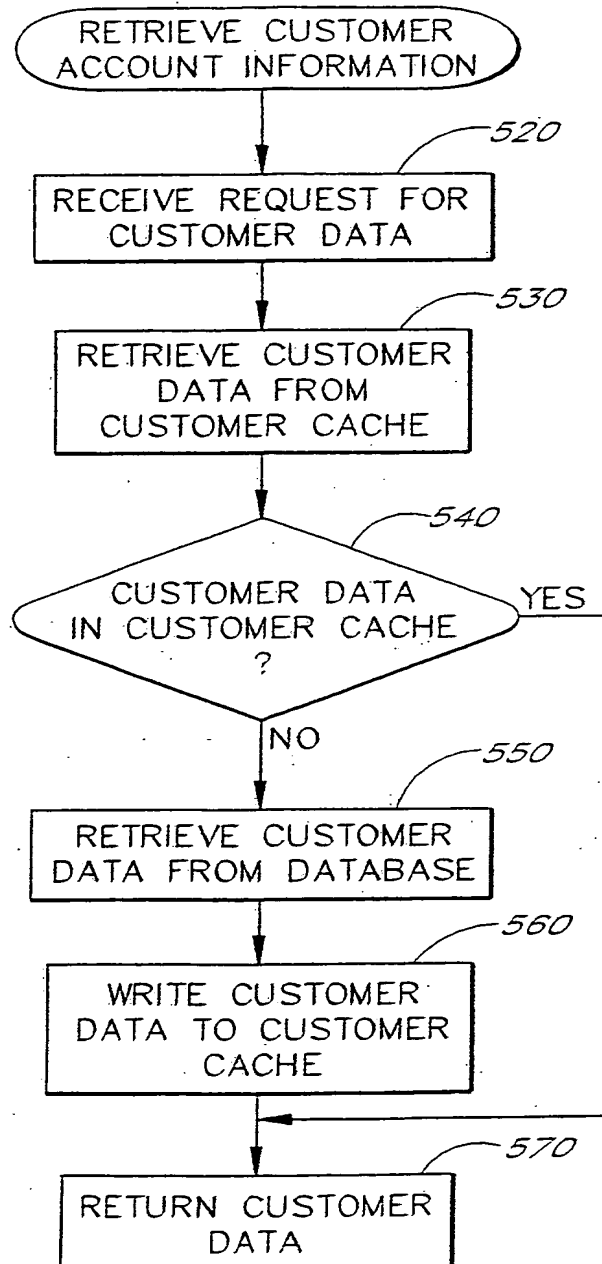 RETRIEVE CUSTOMER
ACCOUNT INFORMATION
520
RECEIVE REQUEST FOR
CUSTOMER DATA
530
RETRIEVE CUSTOMER
DATA FROM
CUSTOMER CACHE
540
CUSTOMER DATA
IN CUSTOMER CACHE
?
YES
NO
550
RETRIEVE CUSTOMER
DATA FROM DATABASE
560
WRITE CUSTOMER
DATA TO CUSTOMER
CACHE
570
RETURN CUSTOMER
DATA